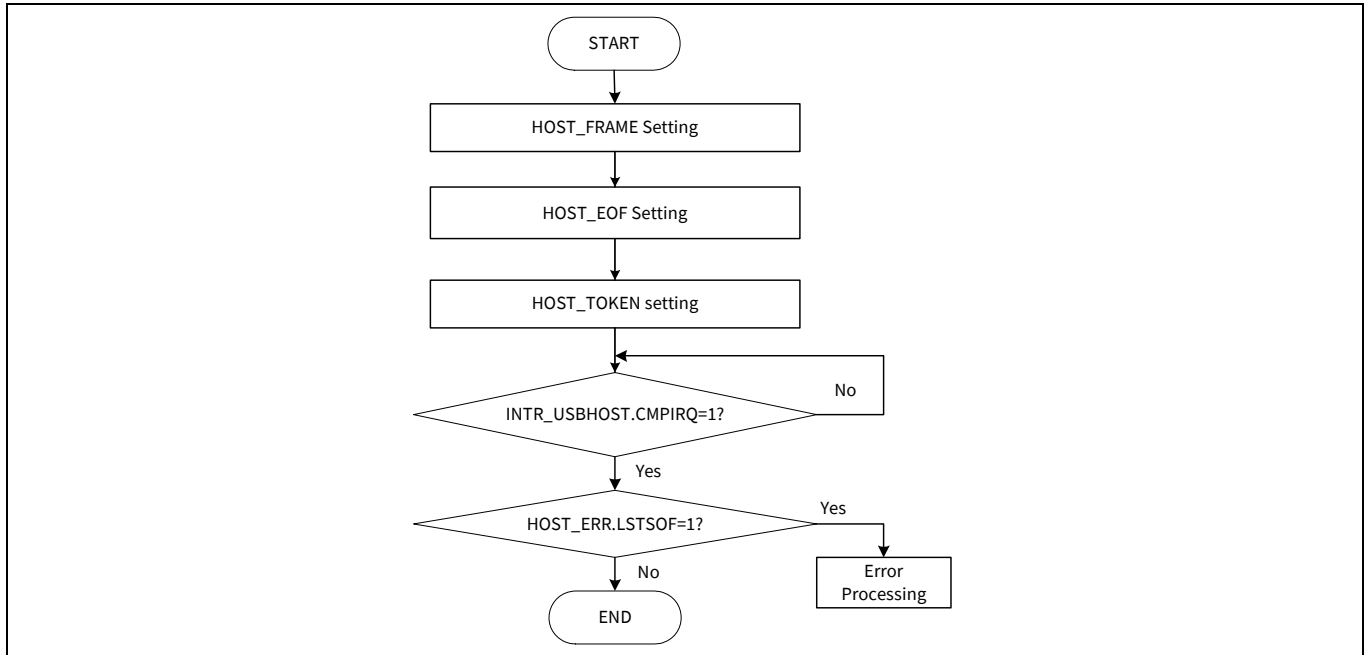 START
HOST_FRAME Setting
HOST_EOF Setting
HOST_TOKEN setting
No
INTR_USBHOST.CMPIRQ=1?
Yes
Yes
HOST_ERR.LSTSOF=1?
No
Error
Processing
END